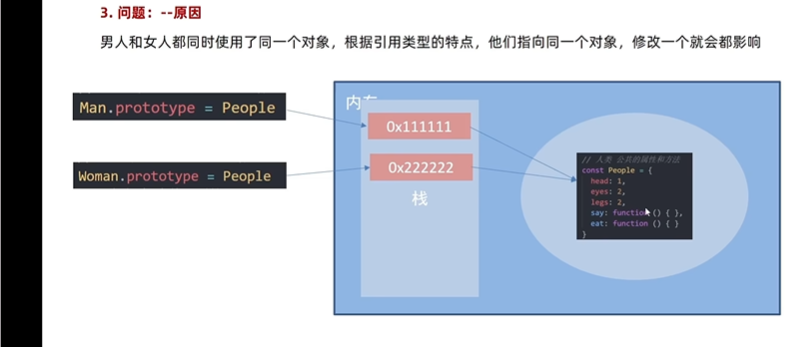 3. 问题：--原因
男人和女人都同时使用了同一个对象，根据引用类型的特点，他们指向同一个对象，修改一个就会都影响
内存
Man.prototype = People
0x111111
Woman.prototype = People
0x222222
栈
// 人类 公共的属性和方法
const People = {
head: 1,
eyes: 2,
legs: 2,
say: function () { },
eat: function () { }
}